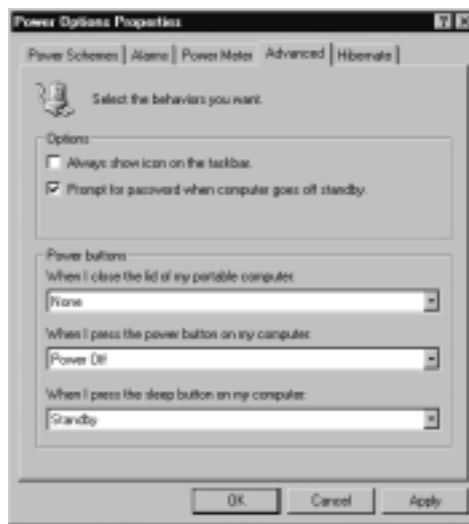 Power Options Properties
Power Schemes Alarms Power Meter Advanced Hibernate
Select the behaviors you want.
Options
Always show icon on the taskbar.
Prompt for password when computer goes off standby.
Power buttons
When I close the lid of my portable computer:
None
When I press the power button on my computer:
Power Off
When I press the sleep button on my computer:
Standby
OK Cancel Apply